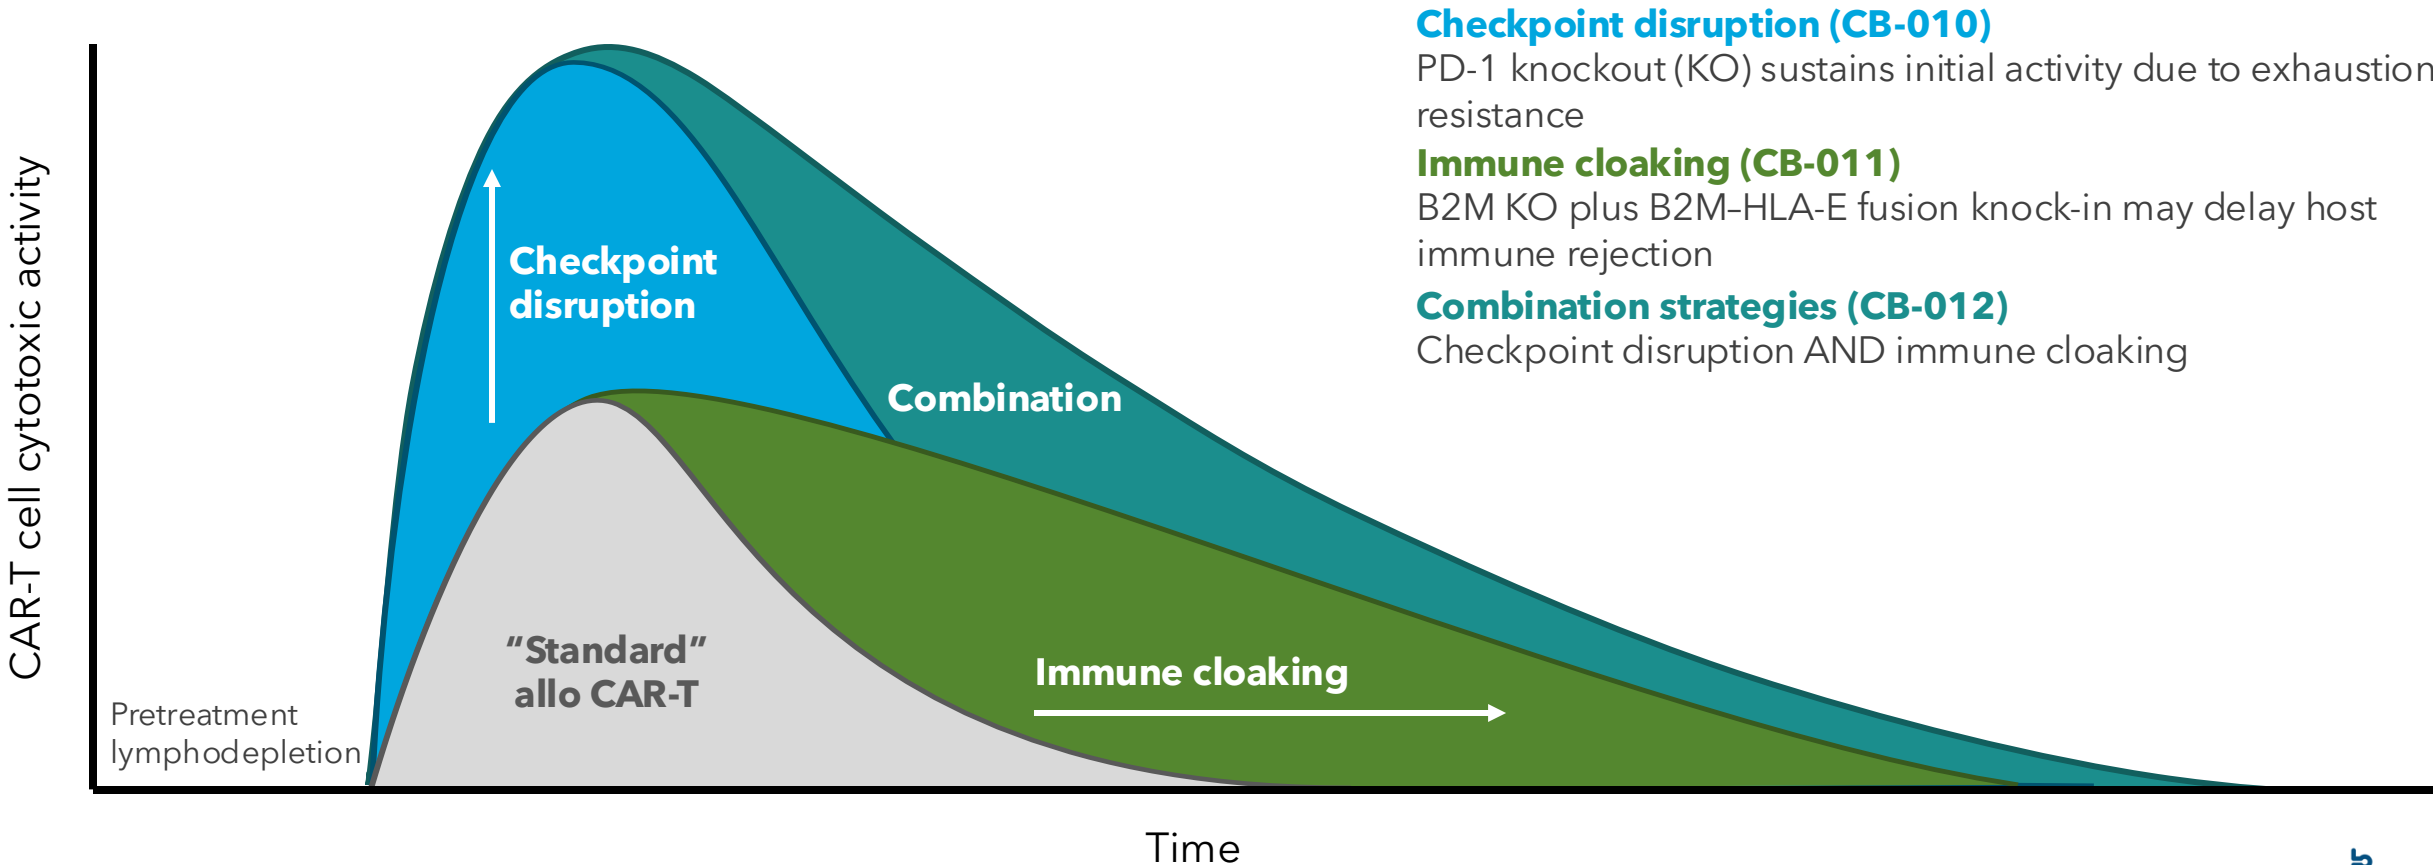 Checkpoint disruption (CB-010)
PD-1 knockout (KO) sustains initial activity due to exhaustion
resistance
Immune cloaking (CB-011)
B2M KO plus B2M–HLA-E fusion knock-in may delay host
immune rejection
Combination strategies (CB-012)
Checkpoint disruption AND immune cloaking
CAR-T cell cytotoxic activity
Checkpoint
disruption
Combination
“Standard”
allo CAR-T
Immune cloaking
Pretreatment
lymphodepletion
Time